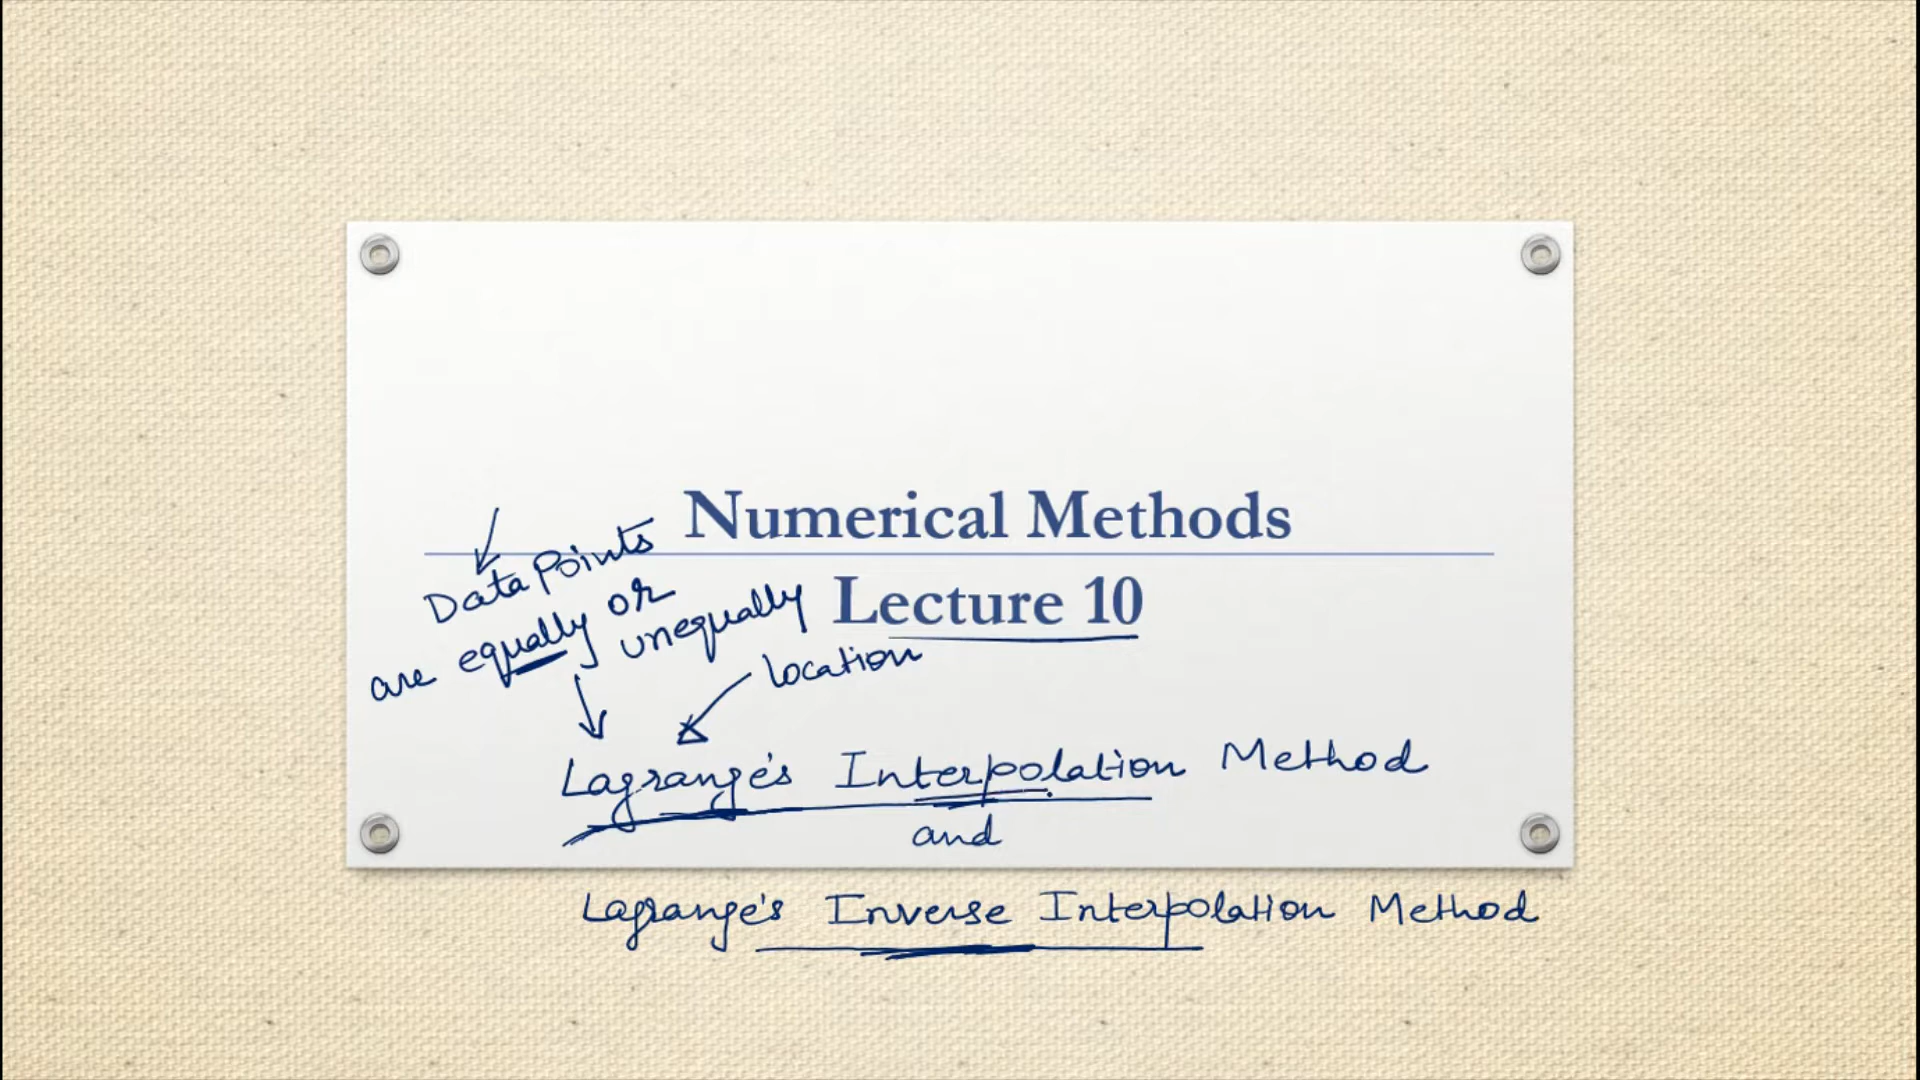 Numerical Methods
Lecture 10
Data Points
are equally or
unequally
location
Lagrange's Interpolation Method
and
Lagrange's Inverse Interpolation Method